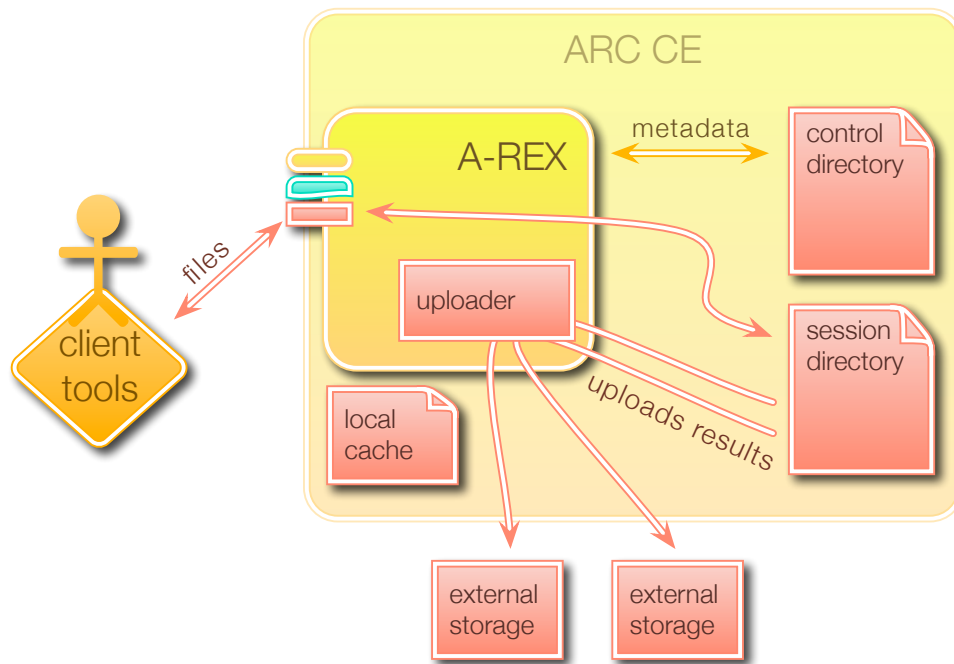 ARC CE
A-REX
metadata
control
directory
files
client
tools
uploader
session
directory
uploads results
local
cache
external
storage
external
storage